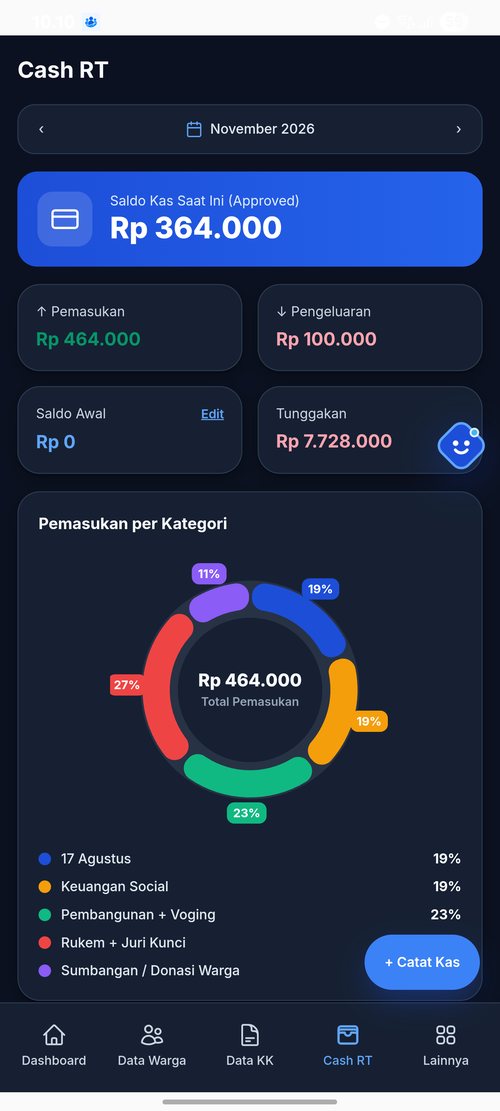 Cash RT
‹ November 2026 ›
Saldo Kas Saat Ini (Approved)
Rp 364.000
↑ Pemasukan
Rp 464.000
↓ Pengeluaran
Rp 100.000
Saldo Awal Edit
Rp 0
Tunggakan
Rp 7.728.000
Pemasukan per Kategori
11%
19%
27%
Rp 464.000
Total Pemasukan
19%
23%
17 Agustus 19%
Keuangan Social 19%
Pembangunan + Voging 23%
Rukem + Juri Kunci
Sumbangan / Donasi Warga
+ Catat Kas
Dashboard Data Warga Data KK Cash RT Lainnya